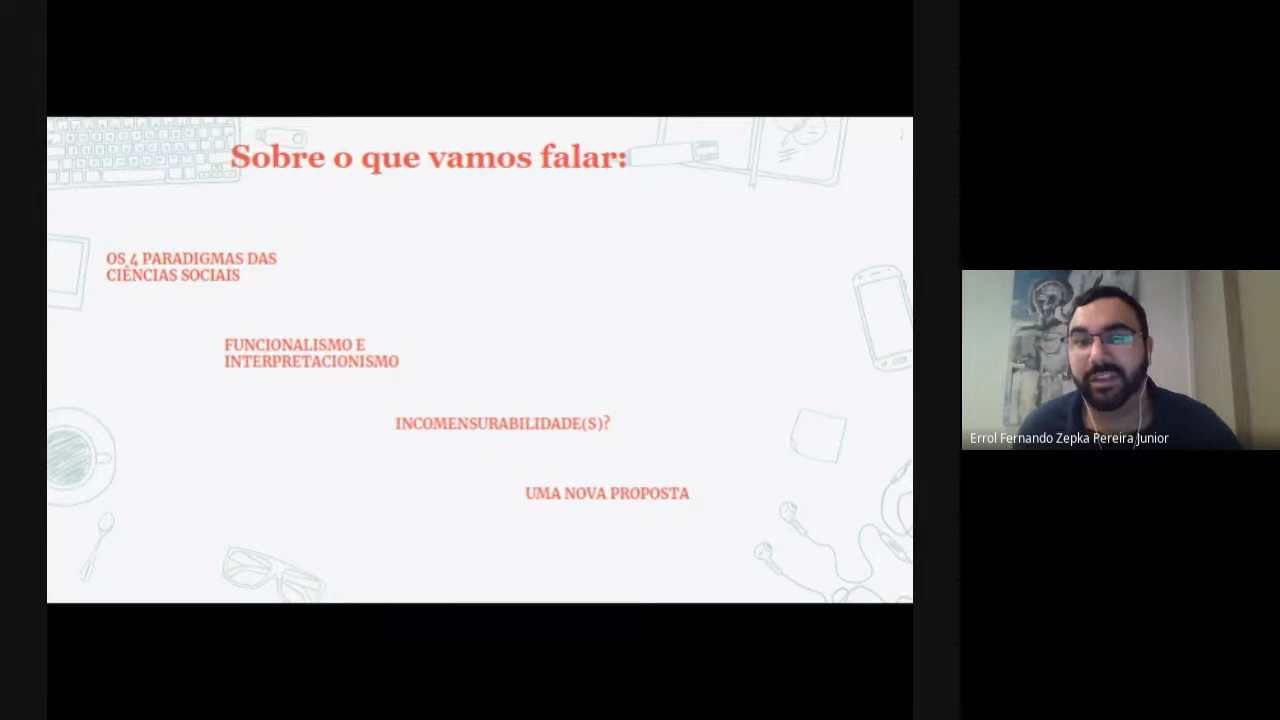 Sobre o que vamos falar:
OS 4 PARADIGMAS DAS
CIÊNCIAS SOCIAIS
FUNCIONALISMO E
INTERPRETACIONISMO
INCOMENSURABILIDADE(S)?
UMA NOVA PROPOSTA
Errol Fernando Zepka Pereira Junior